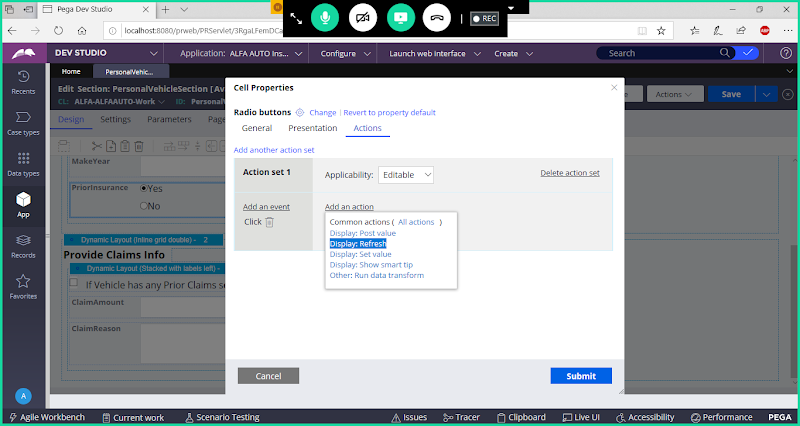 Pega Dev Studio
REC
localhost:8080/prweb/PRServlet/3RgaLFemDCa
ABP
DEV STUDIO
Application: ALFA AUTO Ins...
Configure
Launch web interface
Create
Search
Home
PersonalVehic...
Recents
Case types
Data types
App
Records
Favorites
A
Edit Section: PersonalVehicleSection [Av
CL: ALFA-ALFAAUTO-Work
ID: PersonalV
Actions
Save
Design
Settings
Parameters
Page
MakeYear
PriorInsurance
Yes
No
Dynamic Layout (Inline grid double) - 2
Provide Claims Info
Dynamic Layout (Stacked with labels left) -
If Vehicle has any Prior Claims s
ClaimAmount
ClaimReason
Cell Properties
Radio buttons
Change | Revert to property default
General
Presentation
Actions
Add another action set
Action set 1
Applicability:
Editable
Delete action set
Add an event
Add an action
Click
Common actions ( All actions )
Display: Post value
Display: Refresh
Display: Set value
Display: Show smart tip
Other: Run data transform
Cancel
Submit
Agile Workbench
Current work
Scenario Testing
Issues
Tracer
Clipboard
Live UI
Accessibility
Performance
PEGA